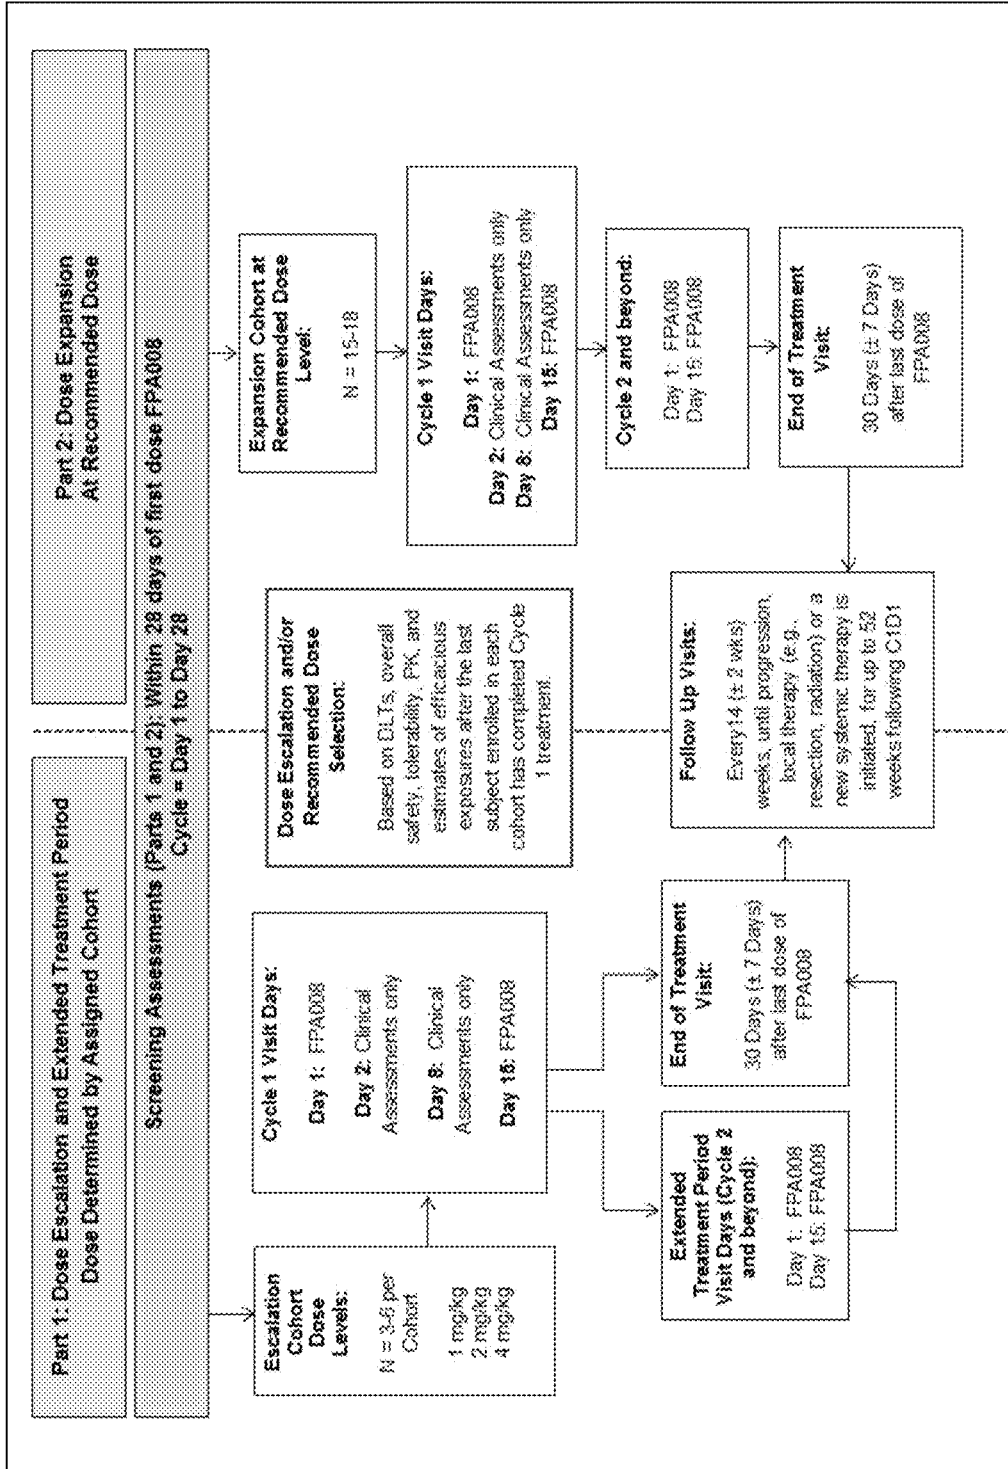 Part 1: Dose Escalation and Extended Treatment Period
Dose Determined by Assigned Cohort
Part 2: Dose Expansion
At Recommended Dose
Screening Assessments (Parts 1 and 2): Within 28 days of first dose FPA008
Cycle = Day 1 to Day 28
Escalation
Cohort
Dose
Levels:
N = 3-6 per
Cohort
1 mg/kg
2 mg/kg
4 mg/kg
Cycle 1 Visit Days:
Day 1: FPA008
Day 2: Clinical
Assessments only
Day 8: Clinical
Assessments only
Day 15: FPA008
Extended
Treatment Period
Visit Days (Cycle 2
and beyond):
Day 1: FPA008
Day 15: FPA008
End of Treatment
Visit:
30 Days (± 7 Days)
after last dose of
FPA008
Dose Escalation and/or
Recommended Dose
Selection:
Based on DLTs, overall
safety, tolerability, PK, and
estimates of efficacious
exposures after the last
subject enrolled in each
cohort has completed Cycle
1 treatment.
Follow Up Visits:
Every14 (± 2 wks)
weeks, until progression,
local therapy (e.g.,
resection, radiation) or a
new systemic therapy is
initiated, for up to 52
weeks following C1D1
Expansion Cohort at
Recommended Dose
Level:
N = 15-18
Cycle 1 Visit Days:
Day 1: FPA008
Day 2: Clinical Assessments only
Day 8: Clinical Assessments only
Day 15: FPA008
Cycle 2 and beyond:
Day 1: FPA008
Day 15: FPA008
End of Treatment
Visit:
30 Days (± 7 Days)
after last dose of
FPA008